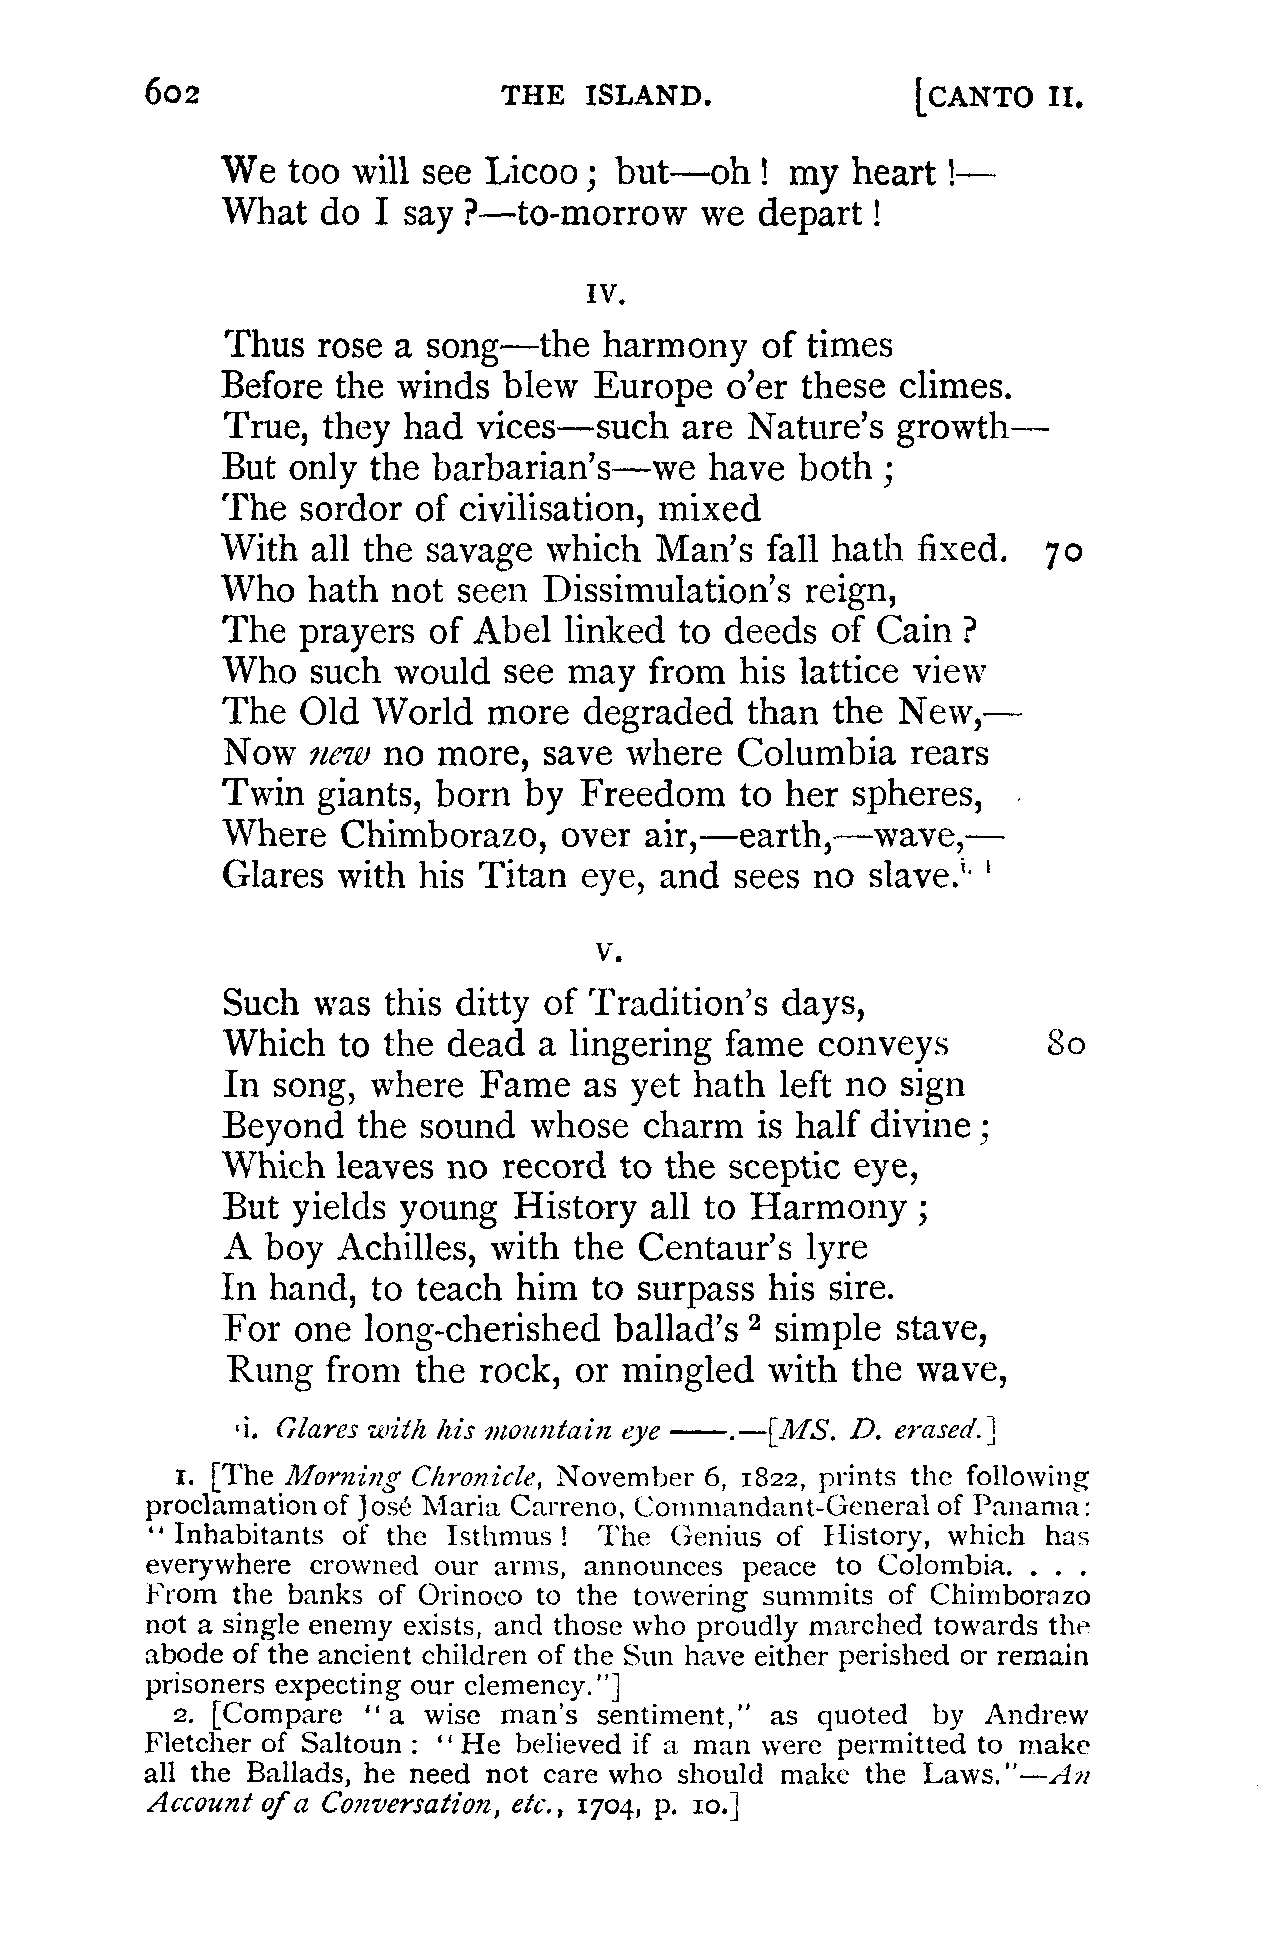 602 THE ISLAND. [CANTO II.
We too will see Licoo; but—oh! my heart!—
What do I say?—to-morrow we depart!
IV.
Thus rose a song—the harmony of times
Before the winds blew Europe o'er these climes.
True, they had vices—such are Nature's growth—
But only the barbarian's—we have both;
The sordor of civilisation, mixed
With all the savage which Man's fall hath fixed. 70
Who hath not seen Dissimulation's reign,
The prayers of Abel linked to deeds of Cain?
Who such would see may from his lattice view
The Old World more degraded than the New,—
Now new no more, save where Columbia rears
Twin giants, born by Freedom to her spheres,
Where Chimborazo, over air,—earth,—wave,—
Glares with his Titan eye, and sees no slave.i. 1
V.
Such was this ditty of Tradition's days,
Which to the dead a lingering fame conveys 80
In song, where Fame as yet hath left no sign
Beyond the sound whose charm is half divine;
Which leaves no record to the sceptic eye,
But yields young History all to Harmony;
A boy Achilles, with the Centaur's lyre
In hand, to teach him to surpass his sire.
For one long-cherished ballad's 2 simple stave,
Rung from the rock, or mingled with the wave,
i. Glares with his mountain eye ——.—[MS. D. erased.]
1. [The Morning Chronicle, November 6, 1822, prints the following
proclamation of José Maria Carreno, Commandant-General of Panama:
"Inhabitants of the Isthmus! The Genius of History, which has
everywhere crowned our arms, announces peace to Colombia. . . .
From the banks of Orinoco to the towering summits of Chimborazo
not a single enemy exists, and those who proudly marched towards the
abode of the ancient children of the Sun have either perished or remain
prisoners expecting our clemency."]
2. [Compare "a wise man's sentiment," as quoted by Andrew
Fletcher of Saltoun: "He believed if a man were permitted to make
all the Ballads, he need not care who should make the Laws."—An
Account of a Conversation, etc., 1704, p. 10.]